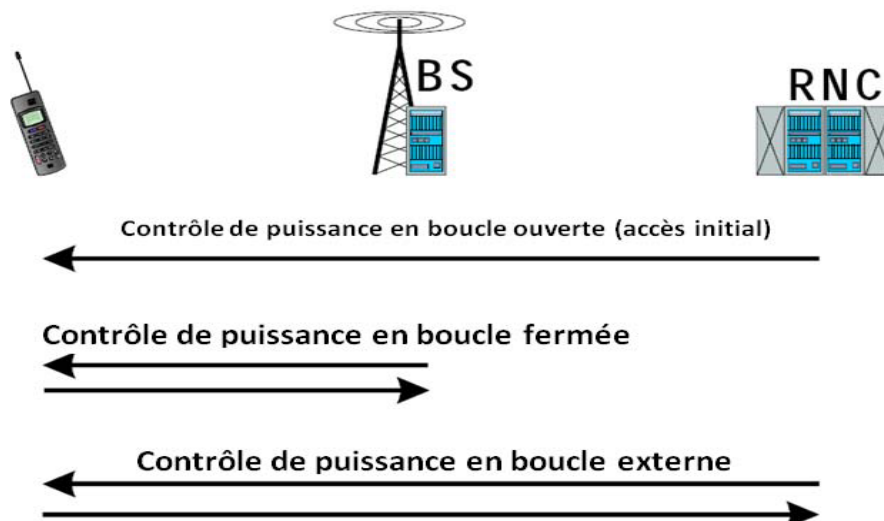 BS
RNC
Contrôle de puissance en boucle ouverte (accès initial)
Contrôle de puissance en boucle fermée
Contrôle de puissance en boucle externe